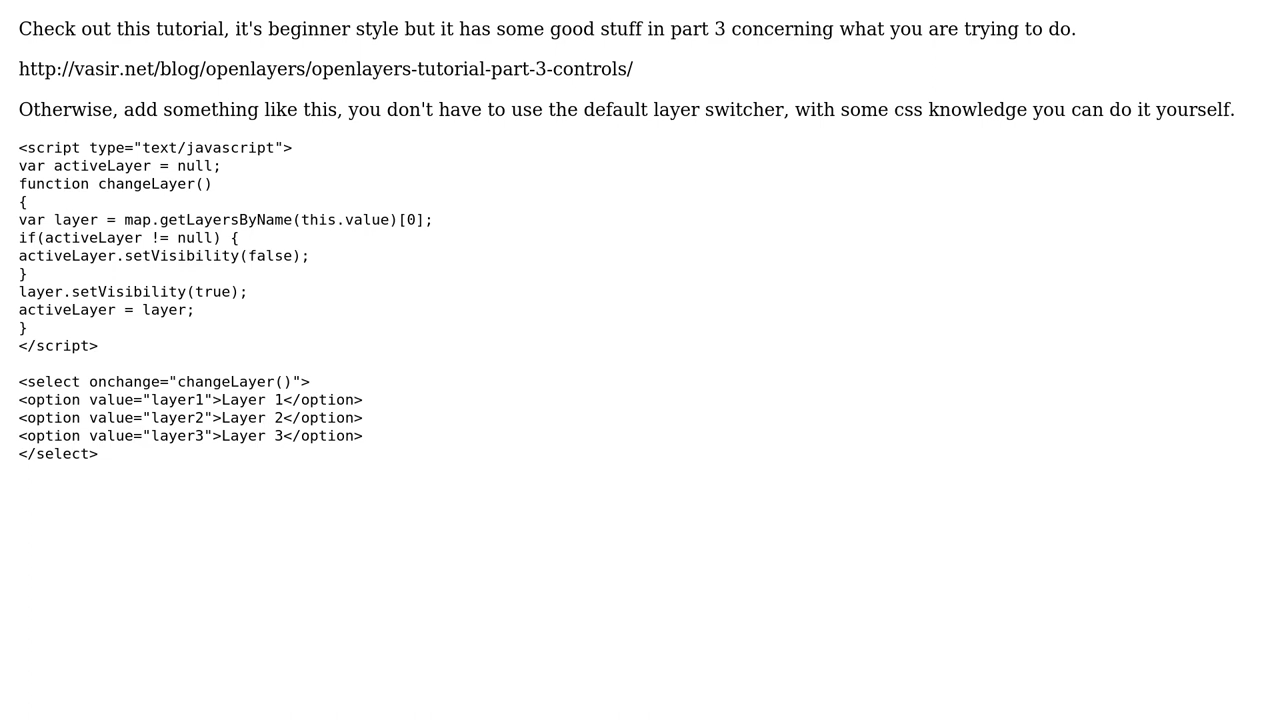 Check out this tutorial, it's beginner style but it has some good stuff in part 3 concerning what you are trying to do.
http://vasir.net/blog/openlayers/openlayers-tutorial-part-3-controls/
Otherwise, add something like this, you don't have to use the default layer switcher, with some css knowledge you can do it yourself.
<script type="text/javascript">
var activeLayer = null;
function changeLayer()
{
var layer = map.getLayersByName(this.value)[0];
if(activeLayer != null) {
activeLayer.setVisibility(false);
}
layer.setVisibility(true);
activeLayer = layer;
}
</script>
<select onchange="changeLayer()">
<option value="layer1">Layer 1</option>
<option value="layer2">Layer 2</option>
<option value="layer3">Layer 3</option>
</select>